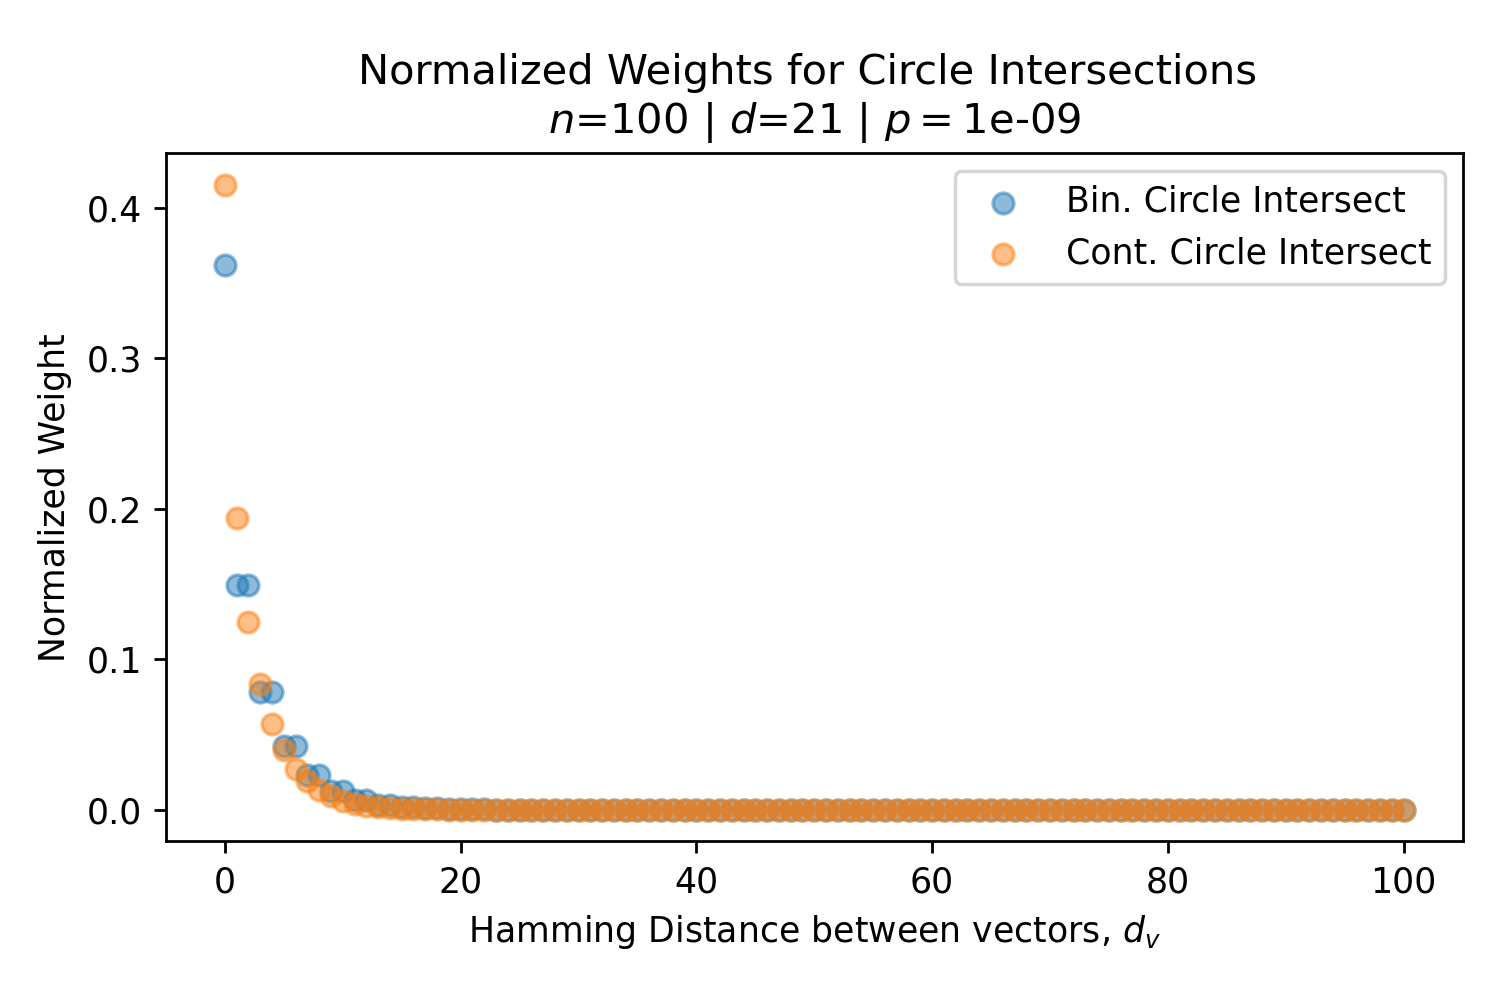 Normalized Weights for Circle Intersections
n=100 | d=21 | p = 1e-09
Bin. Circle Intersect
Cont. Circle Intersect
Normalized Weight
0.4
0.3
0.2
0.1
0.0
0 20 40 60 80 100
Hamming Distance between vectors, d_v